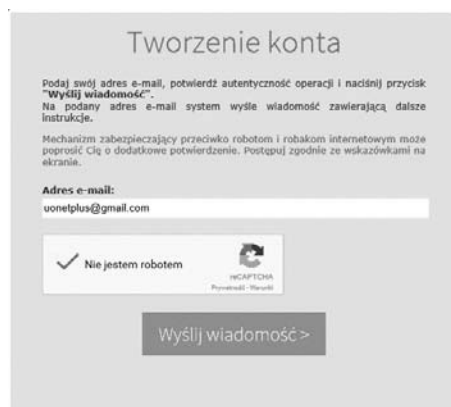 Tworzenie konta
Podaj swój adres e-mail, potwierdź autentyczność operacji i naciśnij przycisk
"Wyślij wiadomość".
Na podany adres e-mail system wyśle wiadomość zawierającą dalsze
instrukcje.
Mechanizm zabezpieczający przeciwko robotom i robakom internetowym może
poprosić Cię o dodatkowe potwierdzenie. Postępuj zgodnie ze wskazówkami na
ekranie.
Adres e-mail:
uonetplus@gmail.com
Nie jestem robotem
reCAPTCHA
Prywatność - Warunki
Wyślij wiadomość >